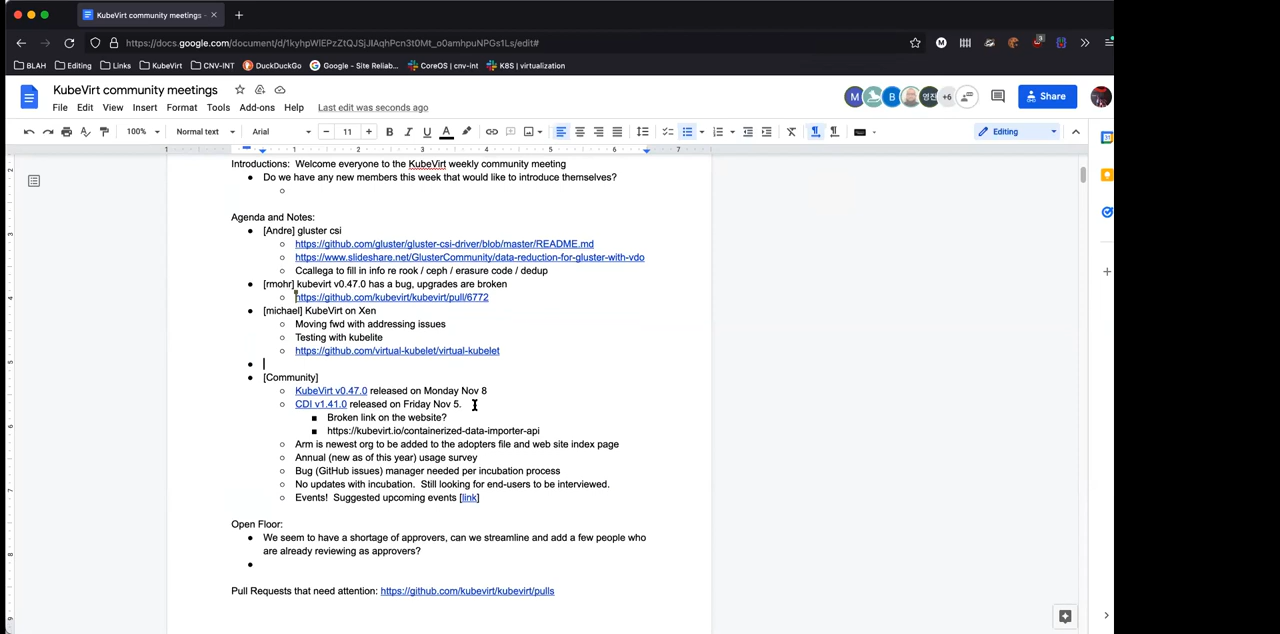 KubeVirt community meetings -
https://docs.google.com/document/d/1kyhpWlEPzZtQJSjJlAqhPcn3t0Mt_o0amhpuNPGs1Ls/edit#
BLAH Editing Links KubeVirt CNV-INT DuckDuckGo Google - Site Reliab... CoreOS | cnv-int K8S | virtualization
KubeVirt community meetings
File Edit View Insert Format Tools Add-ons Help Last edit was seconds ago
M B 영진 +6 Share
100% Normal text Arial 11 B I U A Editing
1 1 2 3 4 5 6 7
Introductions: Welcome everyone to the KubeVirt weekly community meeting
Do we have any new members this week that would like to introduce themselves?
Agenda and Notes:
[Andre] gluster csi
https://github.com/gluster/gluster-csi-driver/blob/master/README.md
https://www.slideshare.net/GlusterCommunity/data-reduction-for-gluster-with-vdo
Ccallega to fill in info re rook / ceph / erasure code / dedup
[rmohr] kubevirt v0.47.0 has a bug, upgrades are broken
https://github.com/kubevirt/kubevirt/pull/6772
[michael] KubeVirt on Xen
Moving fwd with addressing issues
Testing with kubelite
https://github.com/virtual-kubelet/virtual-kubelet
[Community]
KubeVirt v0.47.0 released on Monday Nov 8
CDI v1.41.0 released on Friday Nov 5.
Broken link on the website?
https://kubevirt.io/containerized-data-importer-api
Arm is newest org to be added to the adopters file and web site index page
Annual (new as of this year) usage survey
Bug (GitHub issues) manager needed per incubation process
No updates with incubation. Still looking for end-users to be interviewed.
Events! Suggested upcoming events [link]
Open Floor:
We seem to have a shortage of approvers, can we streamline and add a few people who
are already reviewing as approvers?
Pull Requests that need attention: https://github.com/kubevirt/kubevirt/pulls